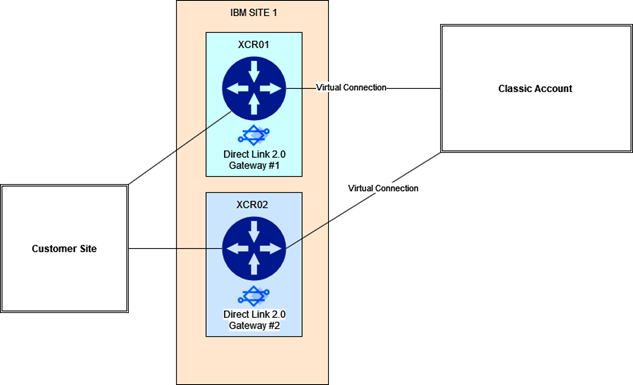 IBM SITE 1
XCR01
Direct Link 2.0
Gateway #1
Virtual Connection
Classic Account
Virtual Connection
XCR02
Customer Site
Direct Link 2.0
Gateway #2